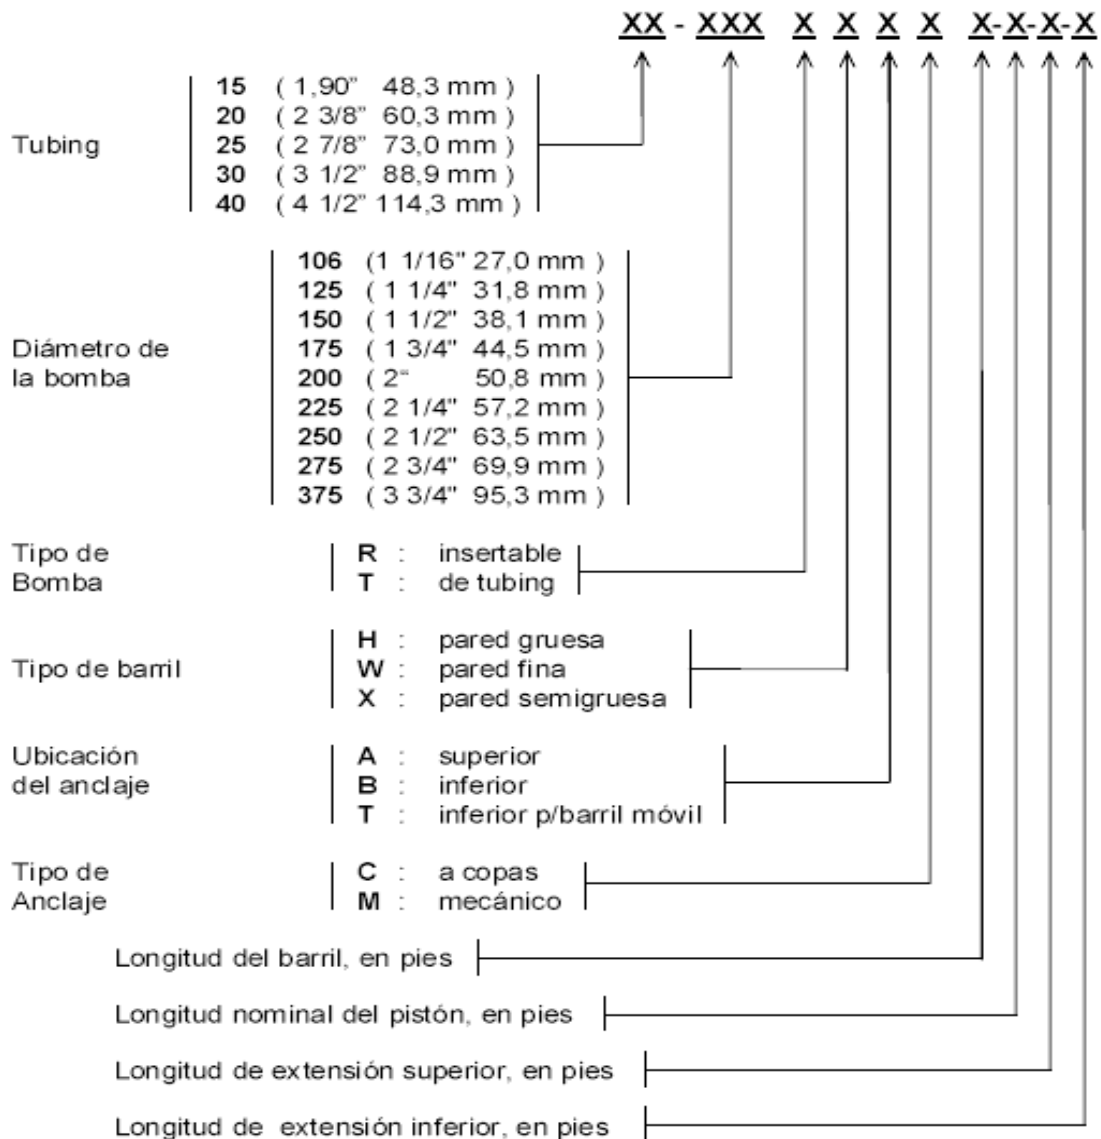 XX - XXX X X X X X-X-X-X
15 ( 1,90” 48,3 mm )
20 ( 2 3/8” 60,3 mm )
Tubing 25 ( 2 7/8” 73,0 mm )
30 ( 3 1/2” 88,9 mm )
40 ( 4 1/2” 114,3 mm )
106 (1 1/16" 27,0 mm )
125 ( 1 1/4" 31,8 mm )
150 ( 1 1/2" 38,1 mm )
Diámetro de 175 ( 1 3/4" 44,5 mm )
la bomba 200 ( 2“ 50,8 mm )
225 ( 2 1/4" 57,2 mm )
250 ( 2 1/2" 63,5 mm )
275 ( 2 3/4" 69,9 mm )
375 ( 3 3/4" 95,3 mm )
Tipo de R : insertable
Bomba T : de tubing
H : pared gruesa
Tipo de barril W : pared fina
X : pared semigruesa
Ubicación A : superior
del anclaje B : inferior
T : inferior p/barril móvil
Tipo de C : a copas
Anclaje M : mecánico
Longitud del barril, en pies
Longitud nominal del pistón, en pies
Longitud de extensión superior, en pies
Longitud de extensión inferior, en pies